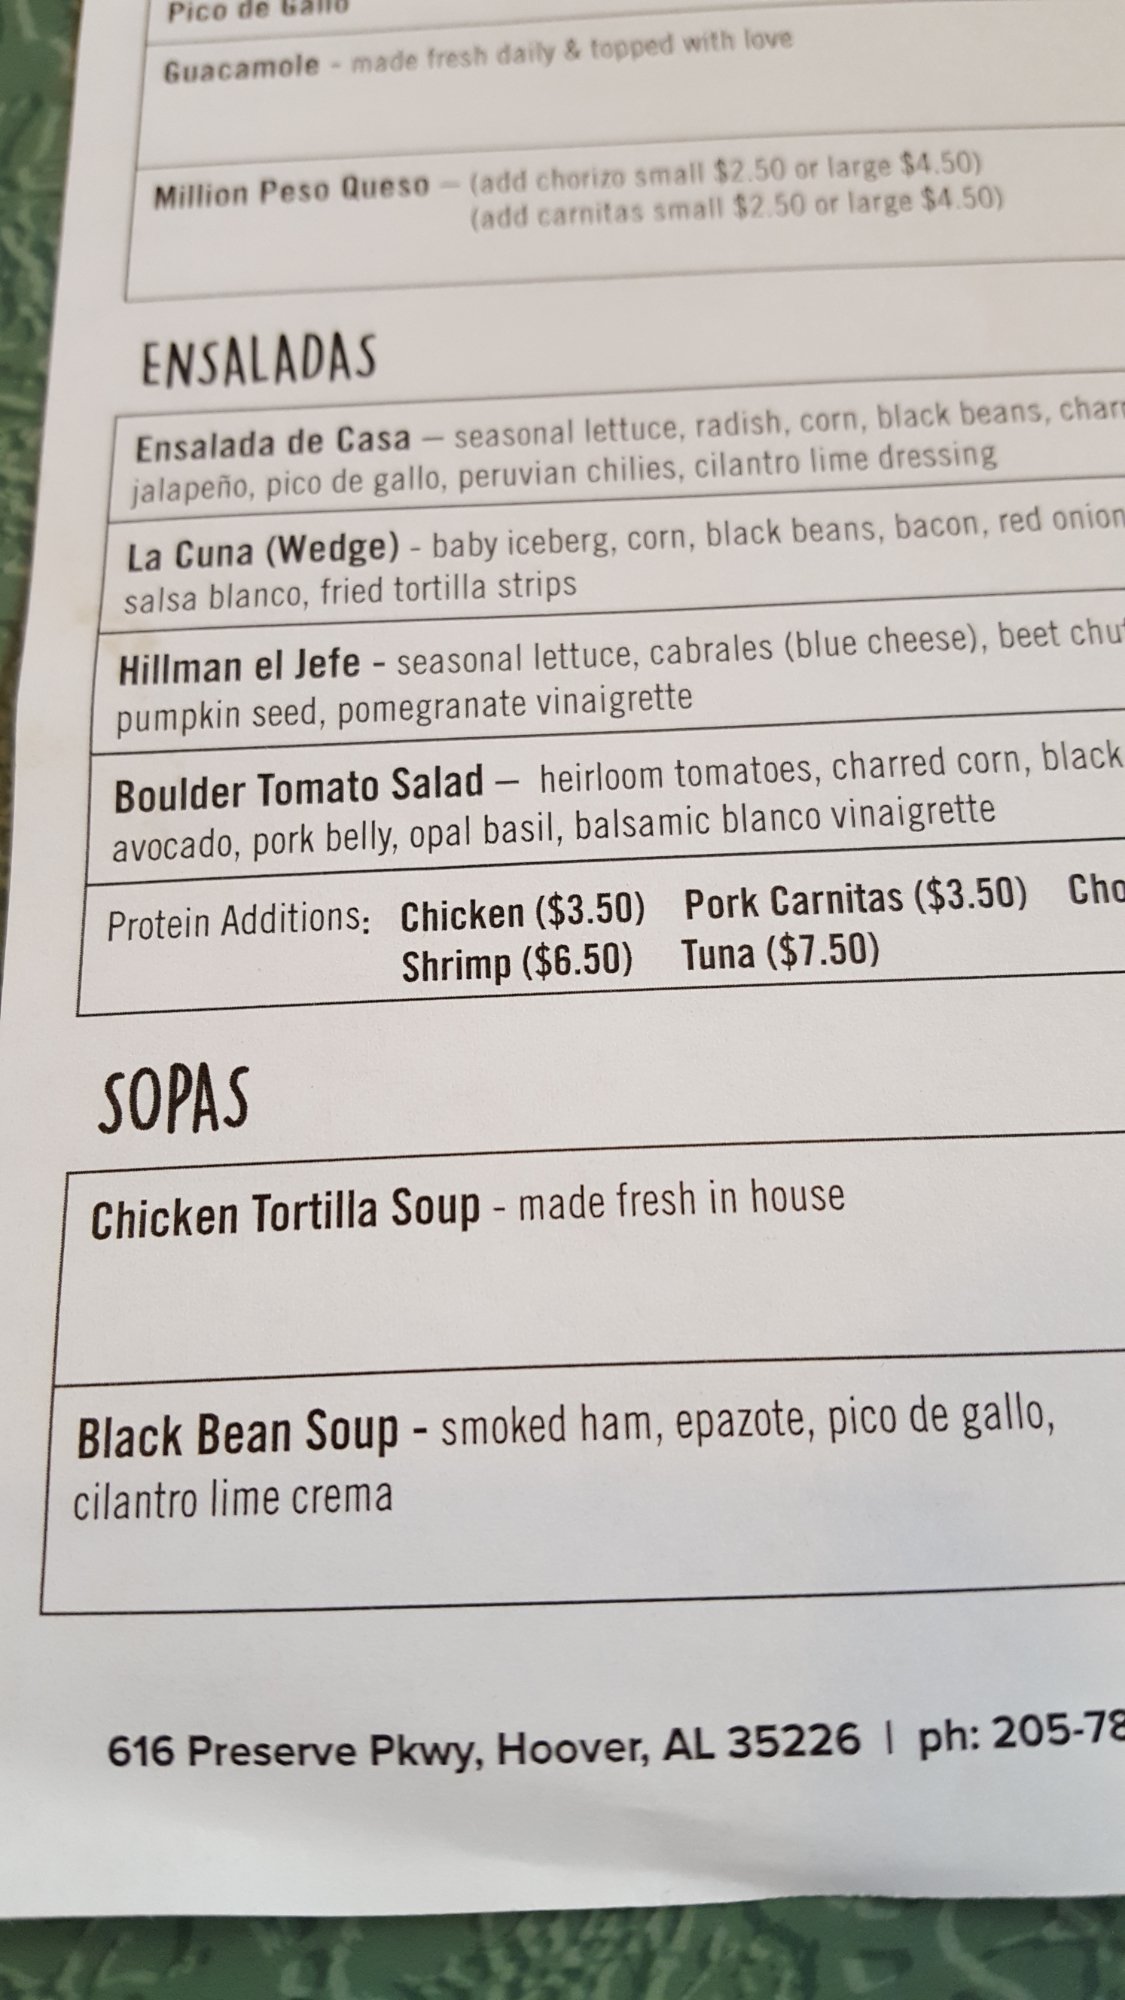 Pico de Gallo
Guacamole - made fresh daily & topped with love
Million Peso Queso – (add chorizo small $2.50 or large $4.50)
(add carnitas small $2.50 or large $4.50)
ENSALADAS
Ensalada de Casa – seasonal lettuce, radish, corn, black beans,
jalapeño, pico de gallo, peruvian chilies, cilantro lime dressing
La Cuna (Wedge) - baby iceberg, corn, black beans, bacon, red onion
salsa blanco, fried tortilla strips
Hillman el Jefe - seasonal lettuce, cabrales (blue cheese), beet
pumpkin seed, pomegranate vinaigrette
Boulder Tomato Salad – heirloom tomatoes, charred corn, black
avocado, pork belly, opal basil, balsamic blanco vinaigrette
Protein Additions: Chicken ($3.50) Pork Carnitas ($3.50)
Shrimp ($6.50) Tuna ($7.50)
SOPAS
Chicken Tortilla Soup - made fresh in house
Black Bean Soup - smoked ham, epazote, pico de gallo,
cilantro lime crema
616 Preserve Pkwy, Hoover, AL 35226 | ph: 205-78